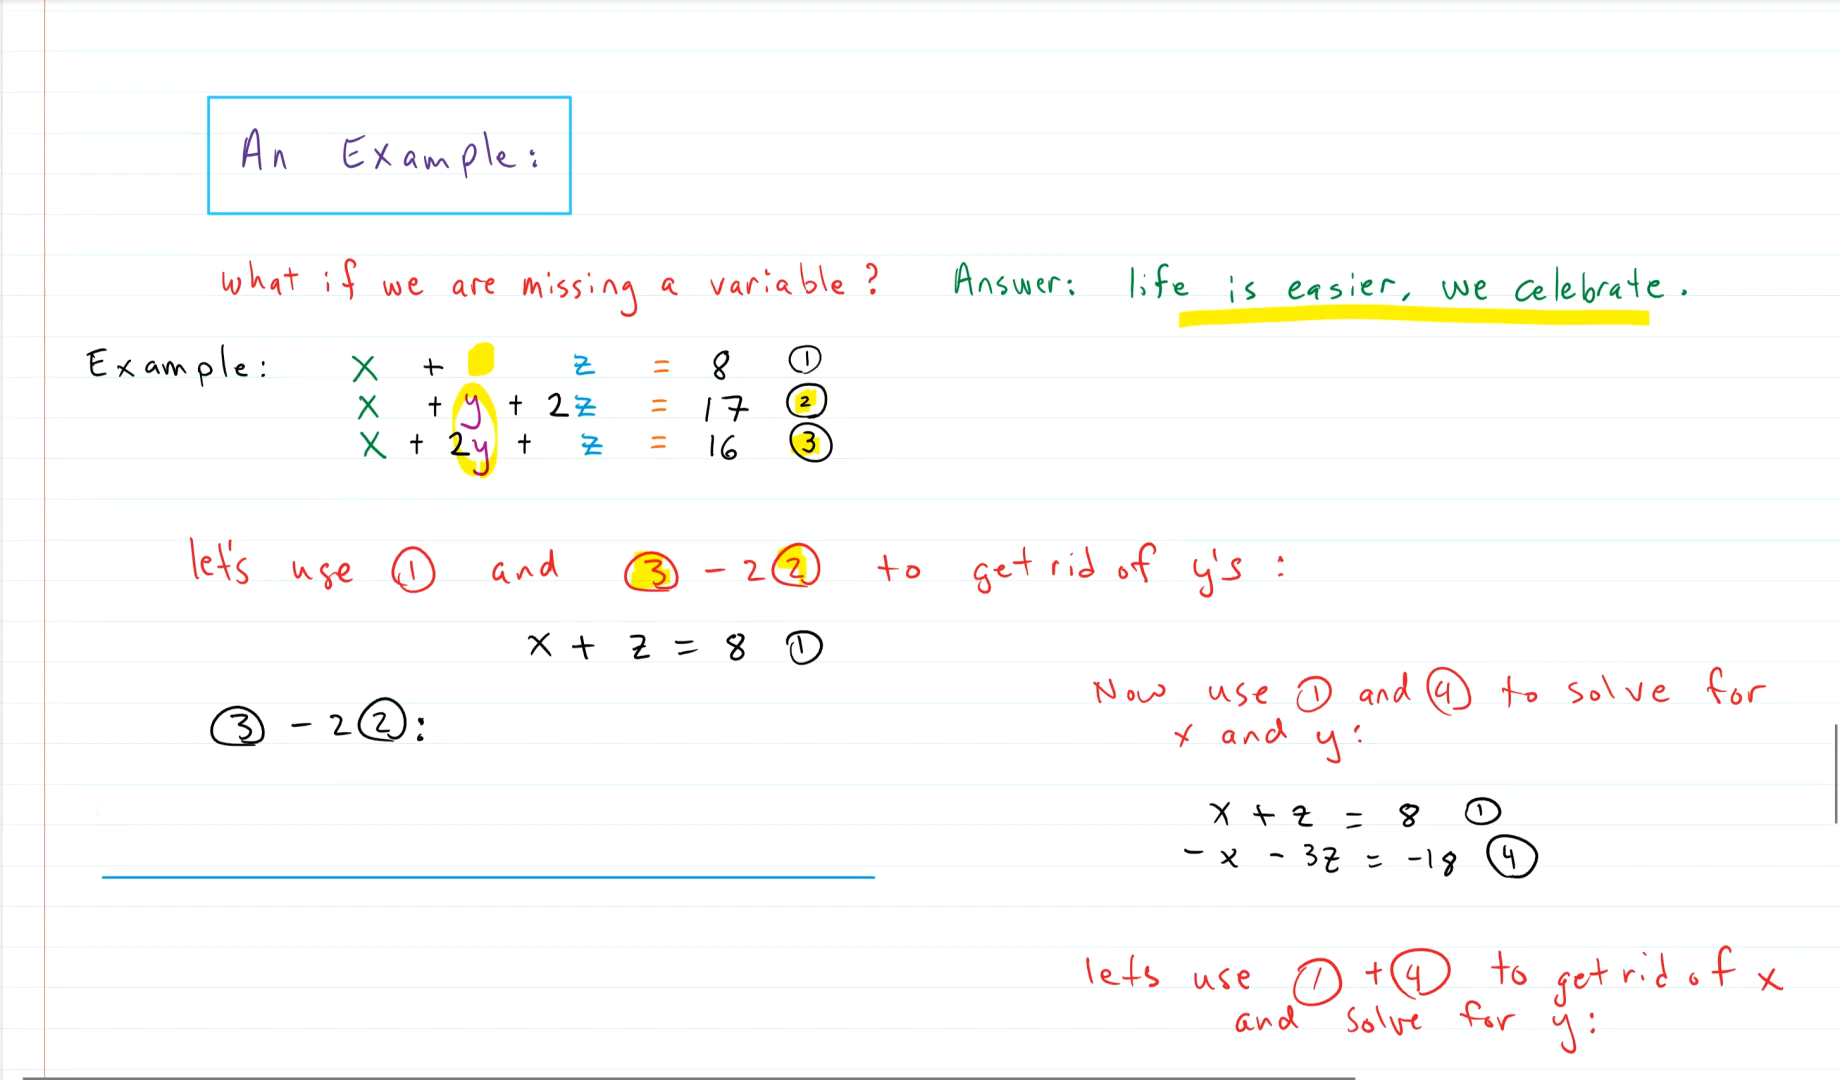 An Example:
what if we are missing a variable? Answer: life is easier, we celebrate.
Example: x + z = 8 ①
x + y + 2z = 17 ②
x + 2y + z = 16 ③
let's use ① and ③ - 2② to get rid of y's :
x + z = 8 ①
③ - 2②:
Now use ① and ④ to solve for
x and y:
x + z = 8 ①
- x - 3z = -18 ④
lets use ① + ④ to get rid of x
and solve for y: